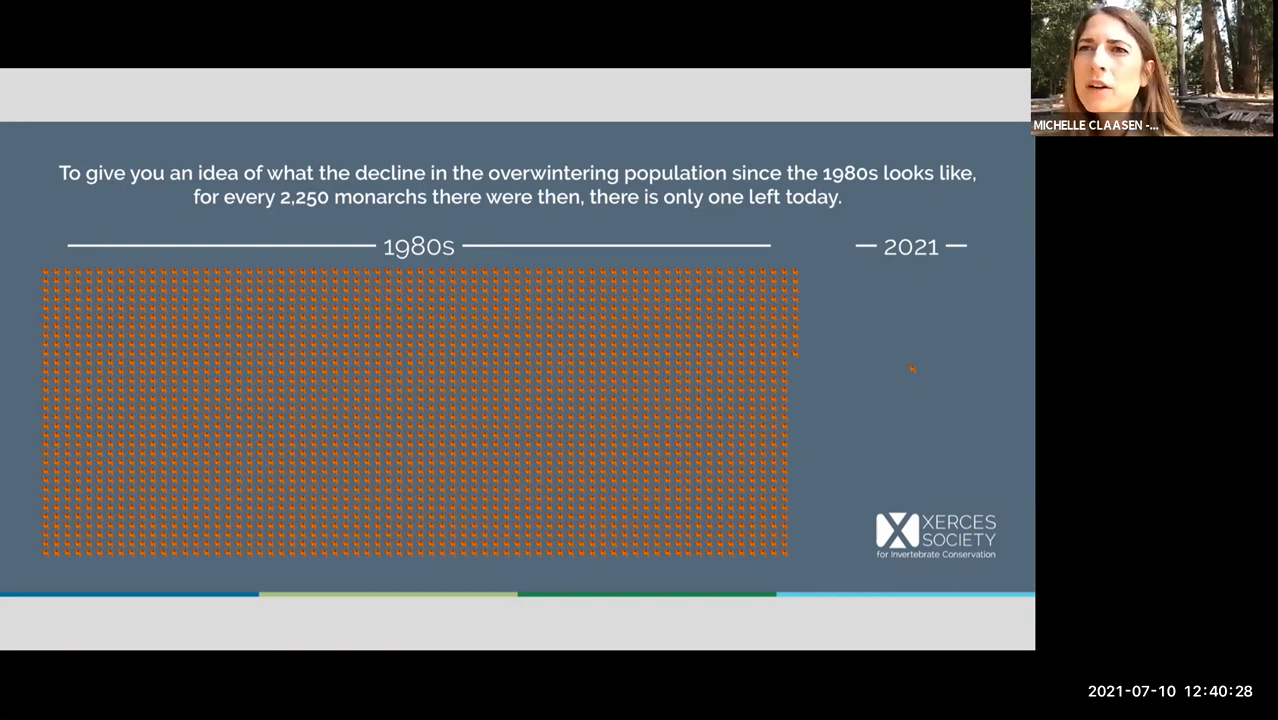 MICHELLE CLAASEN -...
To give you an idea of what the decline in the overwintering population since the 1980s looks like,
for every 2,250 monarchs there were then, there is only one left today.
1980s
2021
XERCES
SOCIETY
for Invertebrate Conservation
2021-07-10 12:40:28